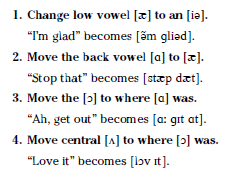 1. Change low vowel [æ] to an [iə].
"I'm glad" becomes [ãm gliəd].
2. Move the back vowel [ɑ] to [æ].
"Stop that" becomes [stæp dæt].
3. Move the [ɔ] to where [ɑ] was.
"Ah, get out" becomes [ɑ: gɪt ɑt].
4. Move central [ʌ] to where [ɔ] was.
"Love it" becomes [lɔv ɪt].